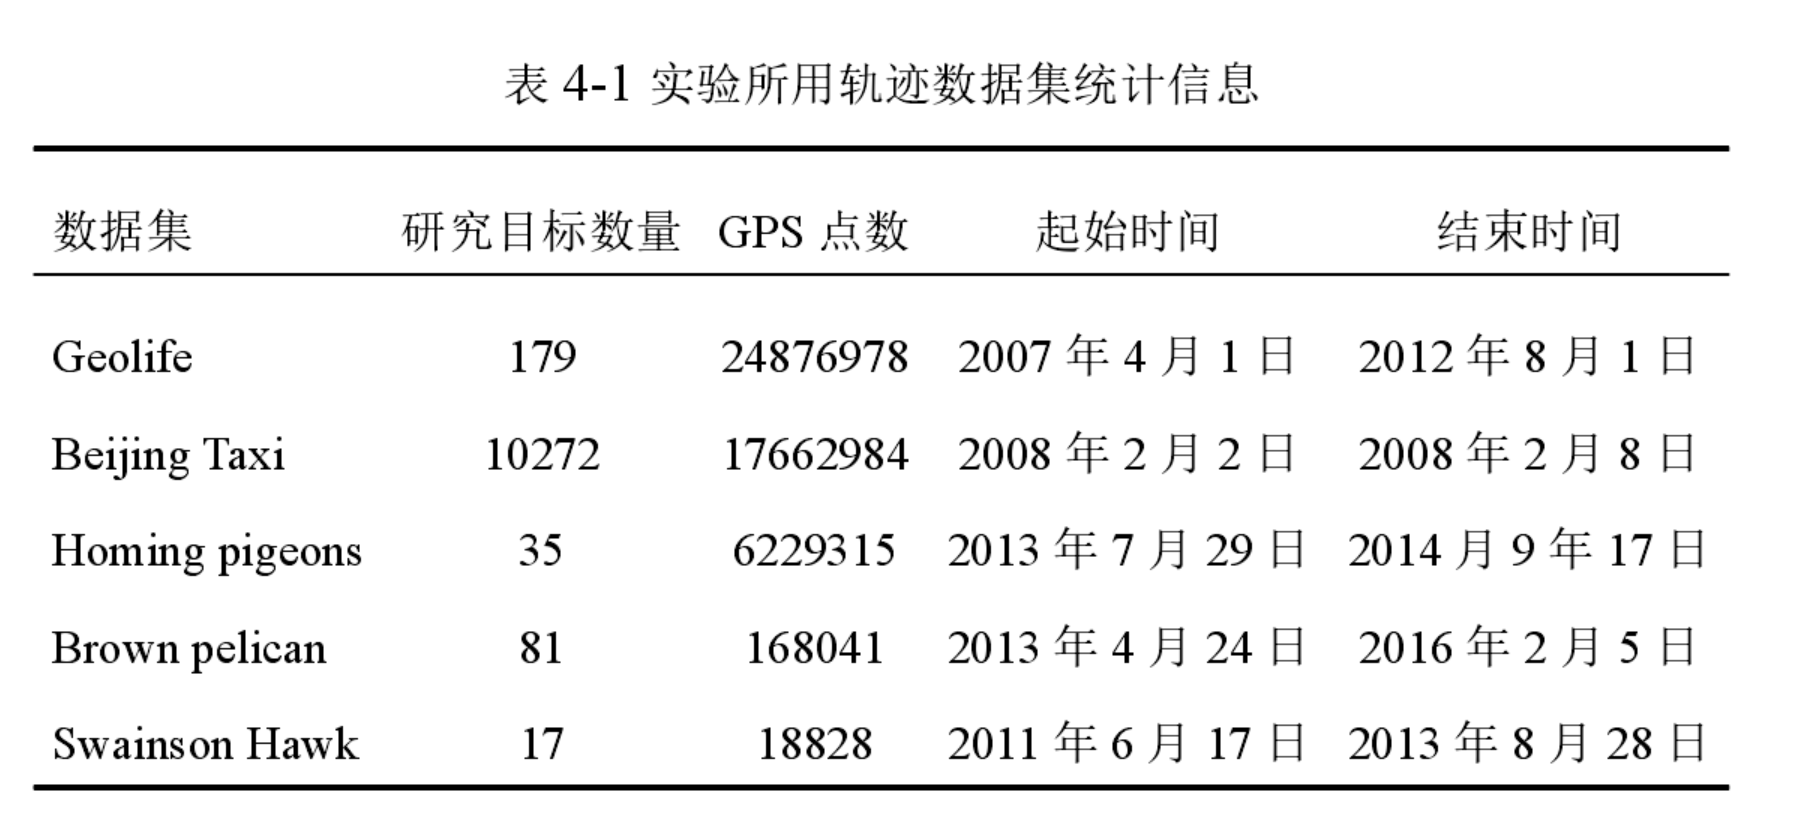 表 4-1 实验所用轨迹数据集统计信息
数据集 研究目标数量 GPS 点数 起始时间 结束时间
Geolife 179 24876978 2007 年 4 月 1 日 2012 年 8 月 1 日
Beijing Taxi 10272 17662984 2008 年 2 月 2 日 2008 年 2 月 8 日
Homing pigeons 35 6229315 2013 年 7 月 29 日 2014 月 9 年 17 日
Brown pelican 81 168041 2013 年 4 月 24 日 2016 年 2 月 5 日
Swainson Hawk 17 18828 2011 年 6 月 17 日 2013 年 8 月 28 日